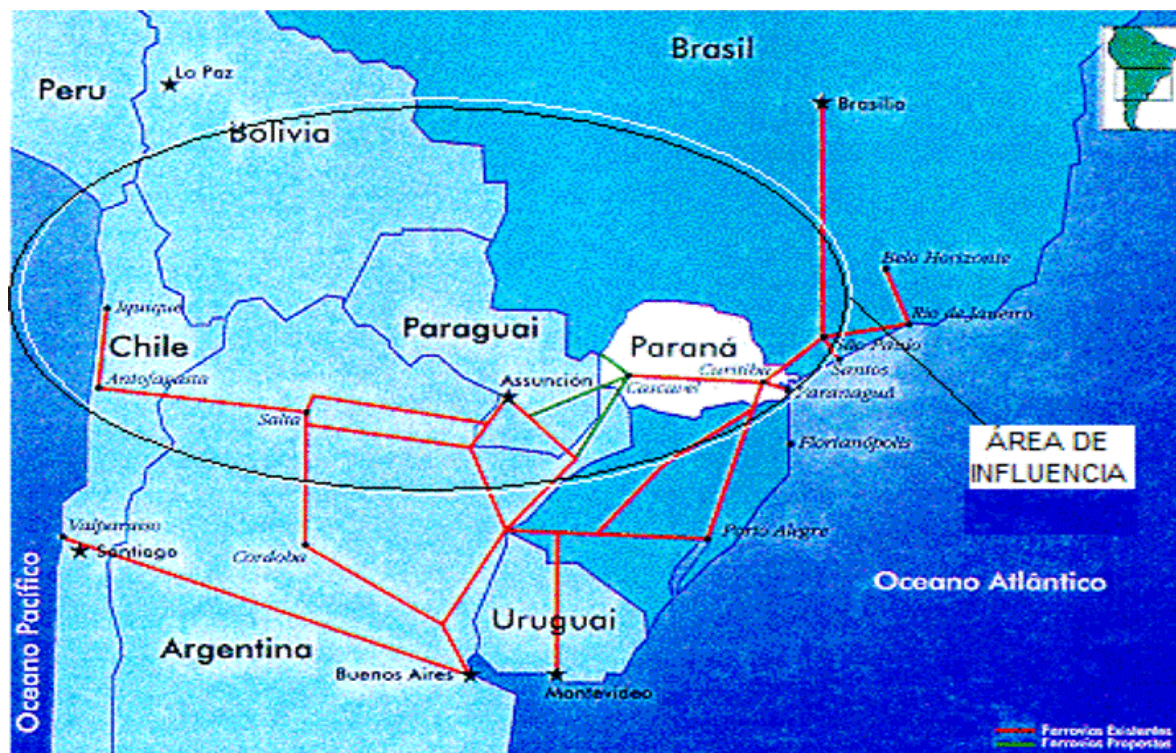 Brasil
Lo Paz
Peru
Brasilia
Bolivia
Belo Horizonte
Iquique
Rio de Janeiro
Paraguai
Chile
Paraná
São Paulo
Santos
Curitiba
Antofagasta
Assunción
Cascavel
Paranaguá
Salta
Florianópolis
ÁREA DE
INFLUENCIA
Valparaiso
Santiago
Cordoba
Porto Alegre
Oceano Atlântico
Oceano Pacífico
Uruguai
Argentina
Buenos Aires
Montevideo
Ferrovias Existentes
Ferrovias Propostas